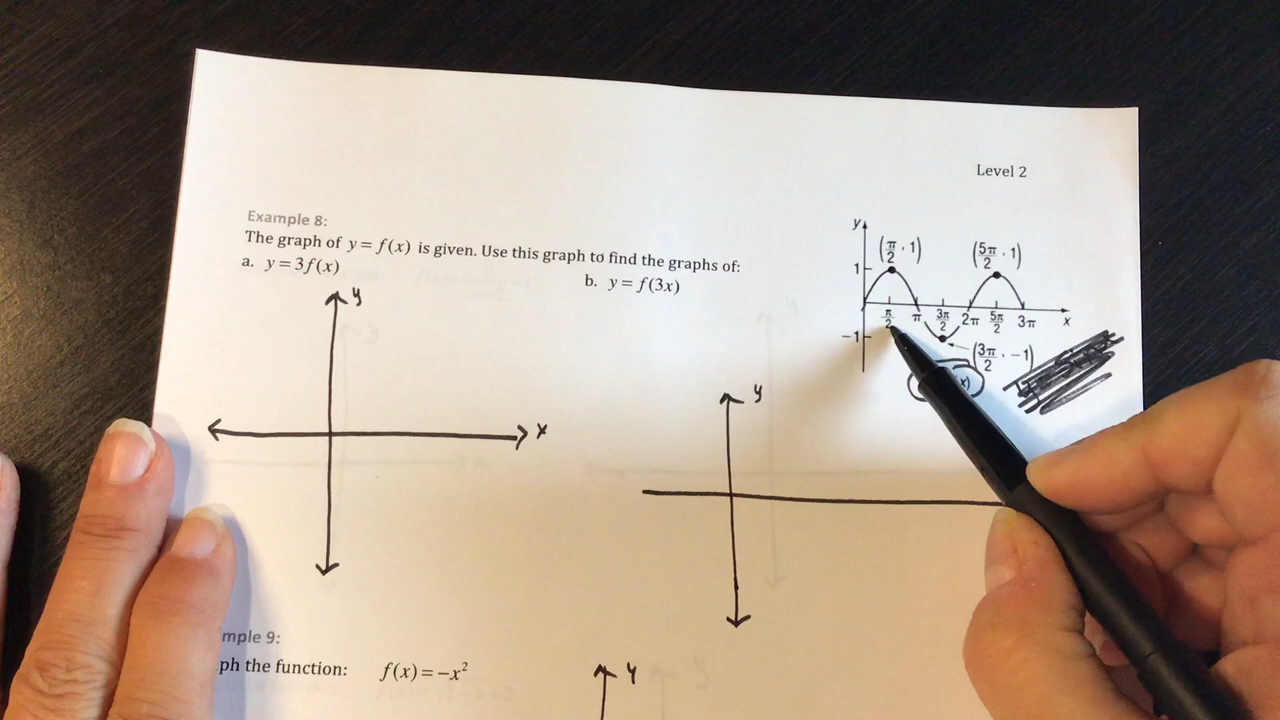 Level 2
Example 8:
The graph of y = f(x) is given. Use this graph to find the graphs of:
a. y = 3f(x)
b. y = f(3x)
y
(π/2, 1) (5π/2, 1)
1
π/2 π 3π/2 2π 5π/2 3π x
-1
(3π/2, -1)
x)
y
x
y
mple 9:
ph the function: f(x) = -x²
y